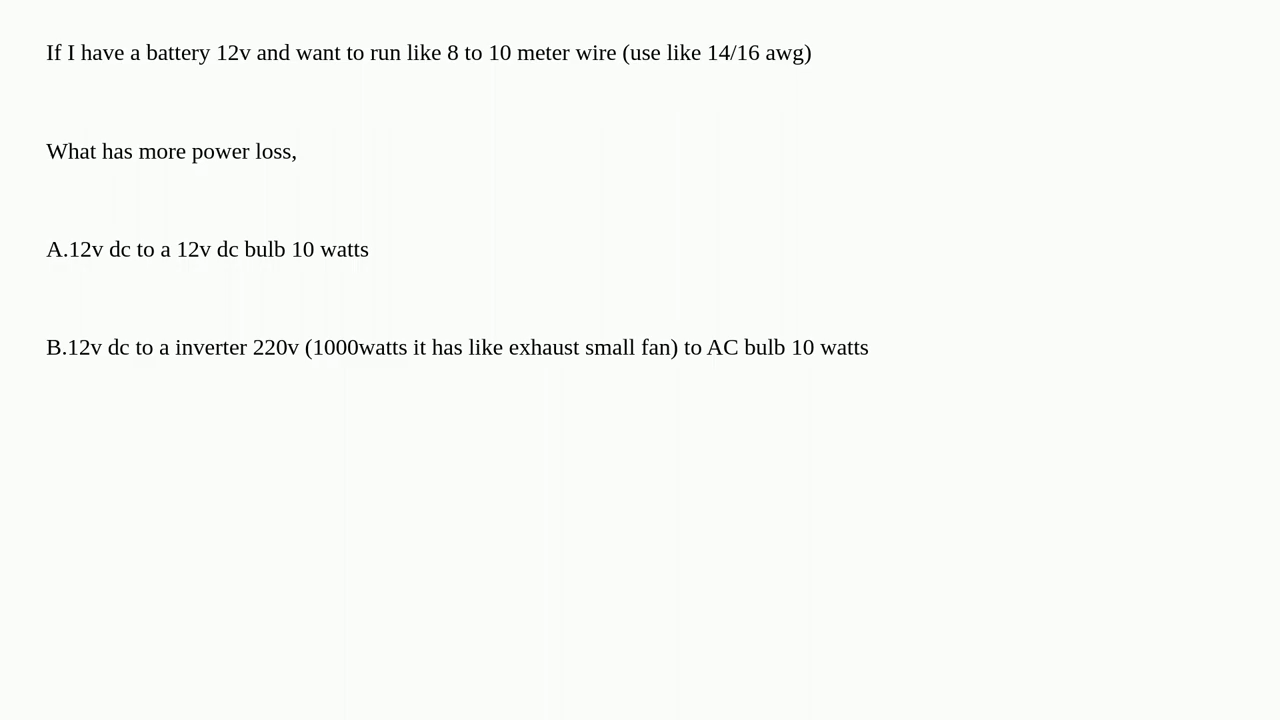 If I have a battery 12v and want to run like 8 to 10 meter wire (use like 14/16 awg)
What has more power loss,
A.12v dc to a 12v dc bulb 10 watts
B.12v dc to a inverter 220v (1000watts it has like exhaust small fan) to AC bulb 10 watts